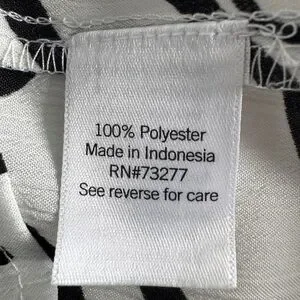 100% Polyester
Made in Indonesia
RN#73277
See reverse for care